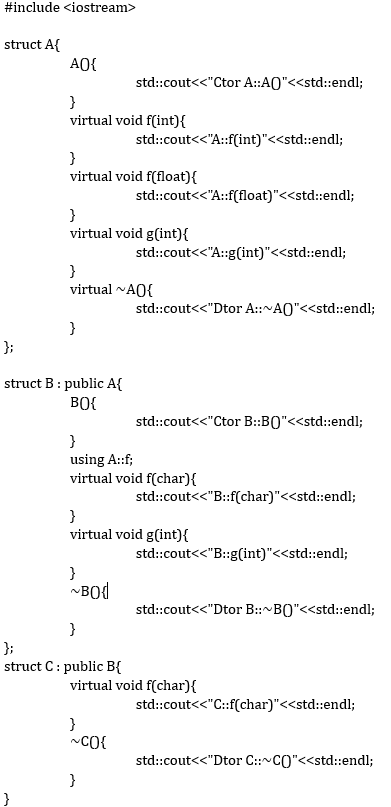 #include <iostream>
struct A{
A(){
std::cout<<"Ctor A::A()"<<std::endl;
}
virtual void f(int){
std::cout<<"A::f(int)"<<std::endl;
}
virtual void f(float){
std::cout<<"A::f(float)"<<std::endl;
}
virtual void g(int){
std::cout<<"A::g(int)"<<std::endl;
}
virtual ~A(){
std::cout<<"Dtor A::~A()"<<std::endl;
}
};
struct B : public A{
B(){
std::cout<<"Ctor B::B()"<<std::endl;
}
using A::f;
virtual void f(char){
std::cout<<"B::f(char)"<<std::endl;
}
virtual void g(int){
std::cout<<"B::g(int)"<<std::endl;
}
~B(){
std::cout<<"Dtor B::~B()"<<std::endl;
}
};
struct C : public B{
virtual void f(char){
std::cout<<"C::f(char)"<<std::endl;
}
~C(){
std::cout<<"Dtor C::~C()"<<std::endl;
}
}